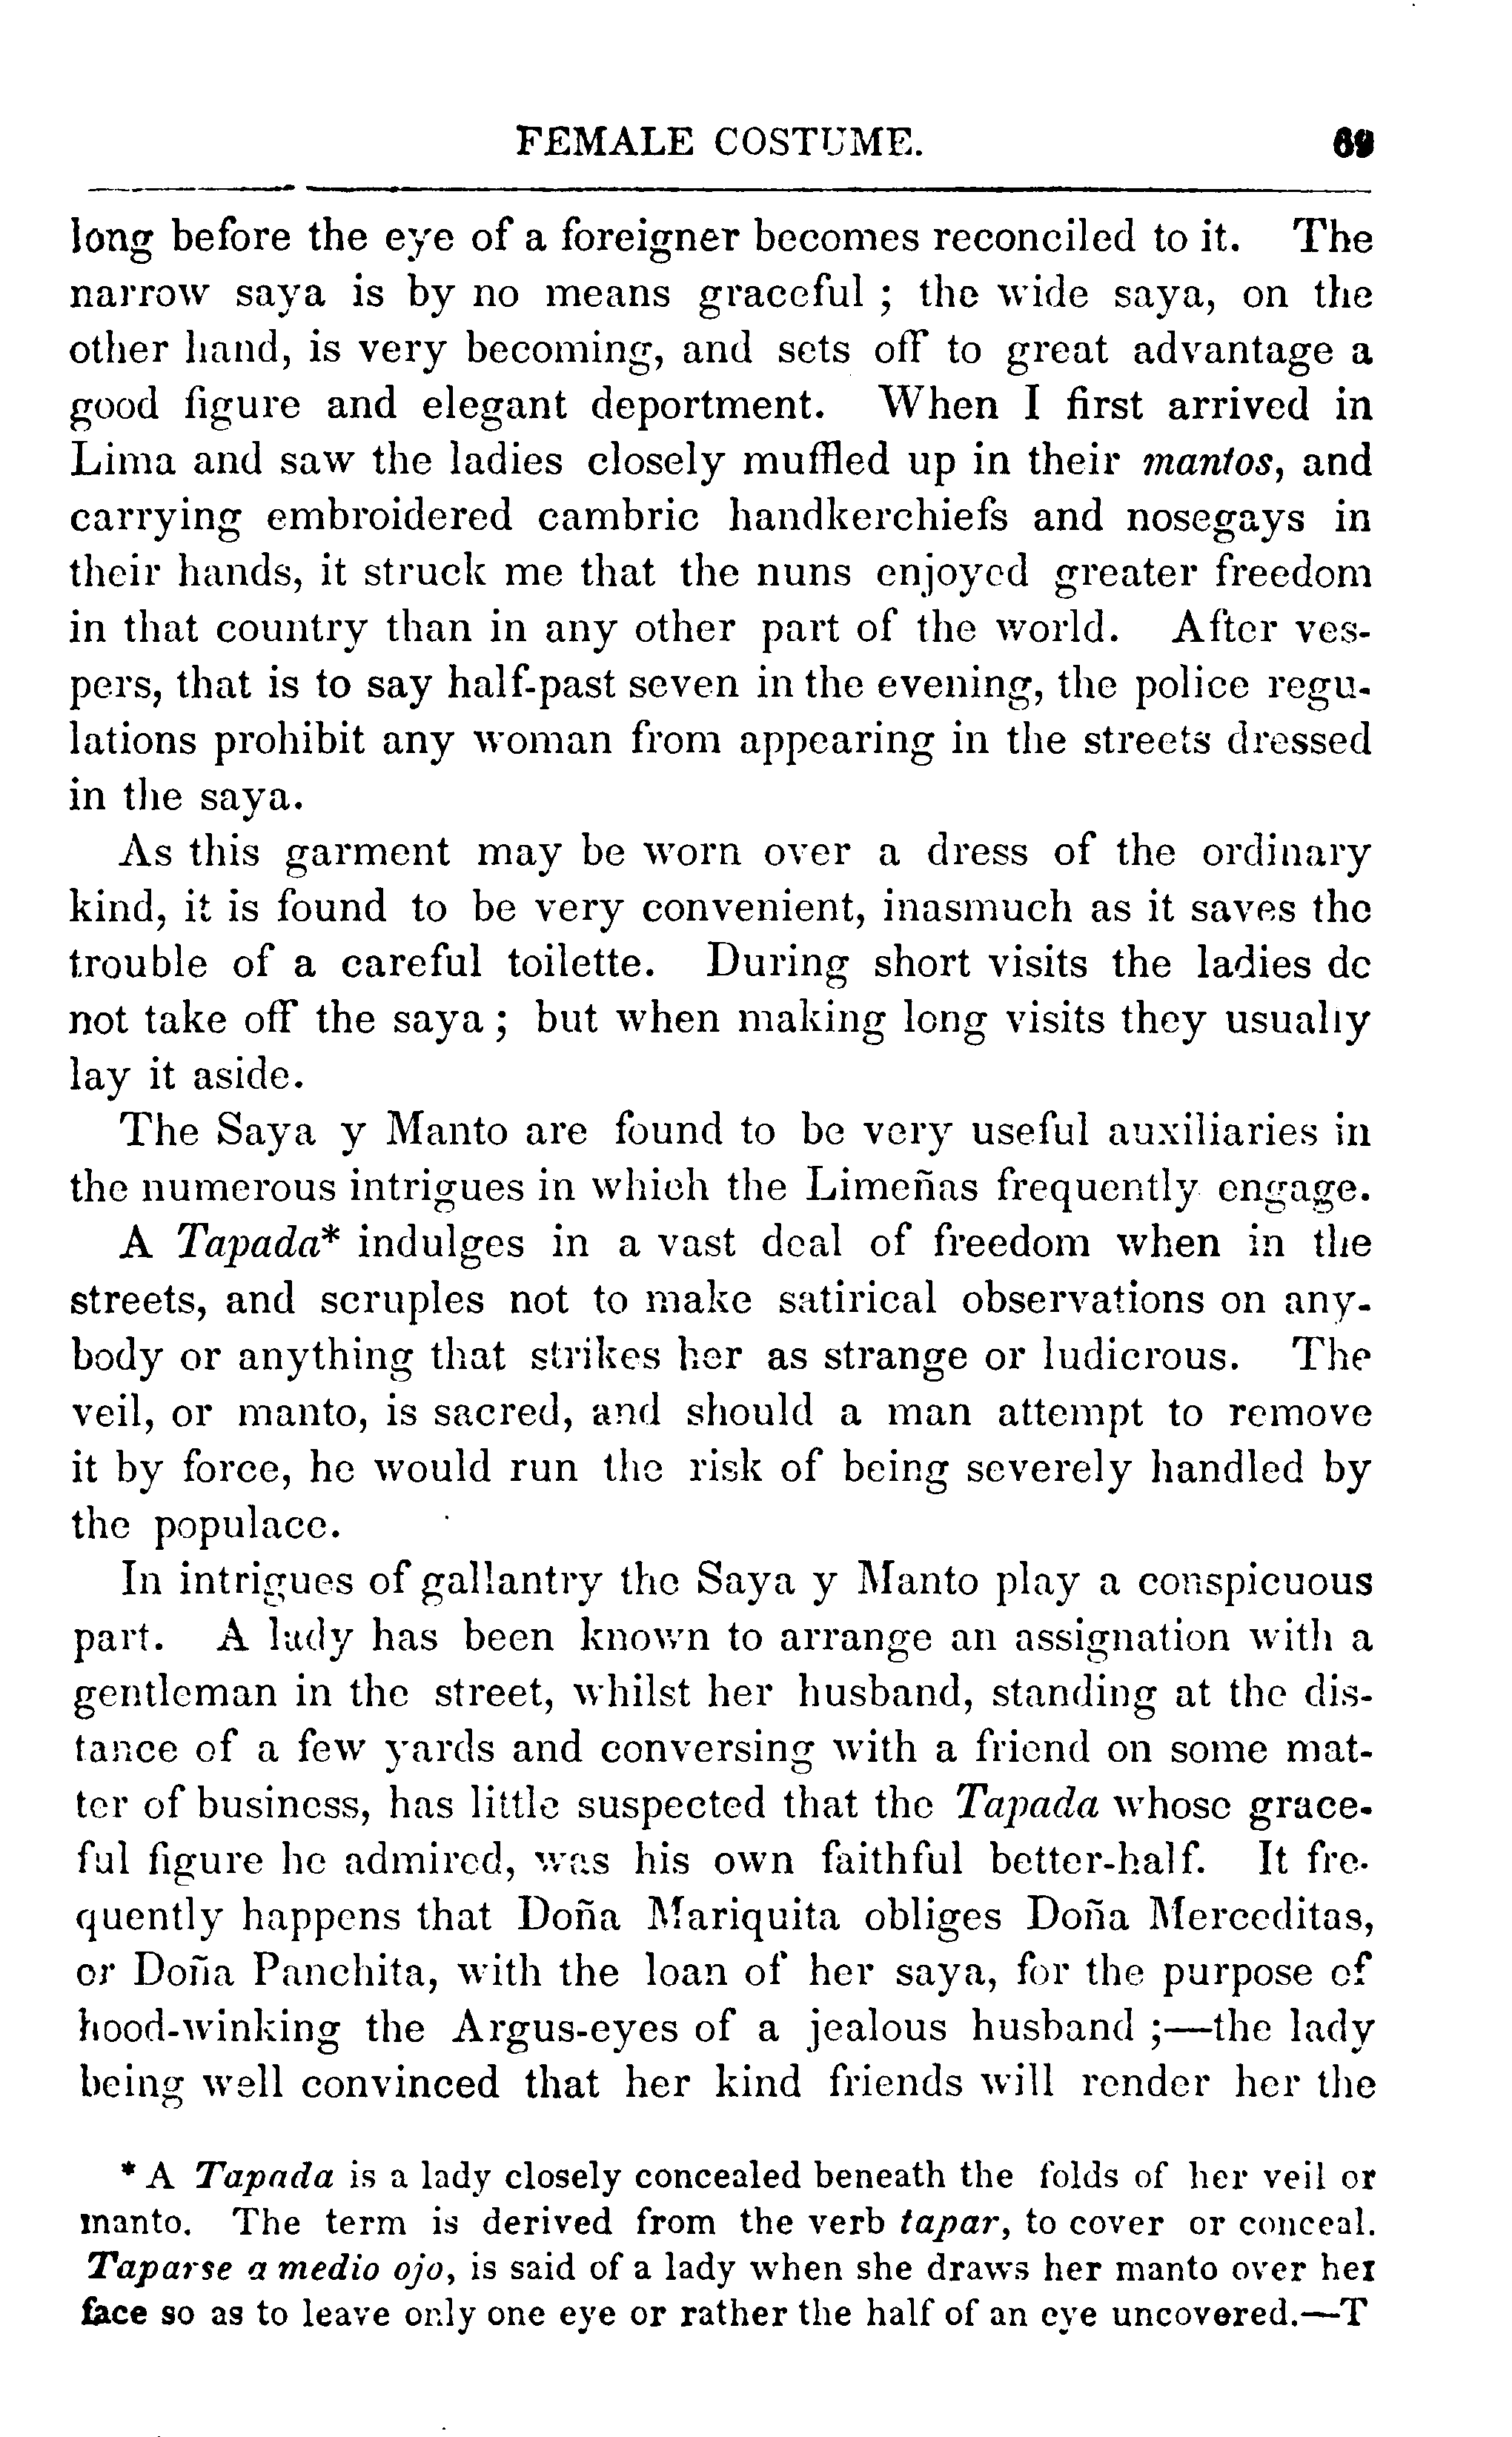 FEMALE COSTUME. 69
long before the eye of a foreigner becomes reconciled to it. The
narrow saya is by no means graceful ; the wide saya, on the
other hand, is very becoming, and sets off to great advantage a
good figure and elegant deportment. When I first arrived in
Lima and saw the ladies closely muffled up in their mantos, and
carrying embroidered cambric handkerchiefs and nosegays in
their hands, it struck me that the nuns enjoyed greater freedom
in that country than in any other part of the world. After ves-
pers, that is to say half-past seven in the evening, the police regu-
lations prohibit any woman from appearing in the streets dressed
in the saya.
As this garment may be worn over a dress of the ordinary
kind, it is found to be very convenient, inasmuch as it saves the
trouble of a careful toilette. During short visits the ladies do
not take off the saya ; but when making long visits they usually
lay it aside.
The Saya y Manto are found to be very useful auxiliaries in
the numerous intrigues in which the Limeñas frequently engage.
A Tapada* indulges in a vast deal of freedom when in the
streets, and scruples not to make satirical observations on any-
body or anything that strikes her as strange or ludicrous. The
veil, or manto, is sacred, and should a man attempt to remove
it by force, he would run the risk of being severely handled by
the populace.
In intrigues of gallantry the Saya y Manto play a conspicuous
part. A lady has been known to arrange an assignation with a
gentleman in the street, whilst her husband, standing at the dis-
tance of a few yards and conversing with a friend on some mat-
ter of business, has little suspected that the Tapada whose grace-
ful figure he admired, was his own faithful better-half. It fre-
quently happens that Doña Mariquita obliges Doña Merceditas,
or Doña Panchita, with the loan of her saya, for the purpose of
hood-winking the Argus-eyes of a jealous husband ;—the lady
being well convinced that her kind friends will render her the
* A Tapada is a lady closely concealed beneath the folds of her veil or
manto. The term is derived from the verb tapar, to cover or conceal.
Taparse a medio ojo, is said of a lady when she draws her manto over her
face so as to leave only one eye or rather the half of an eye uncovered.—T